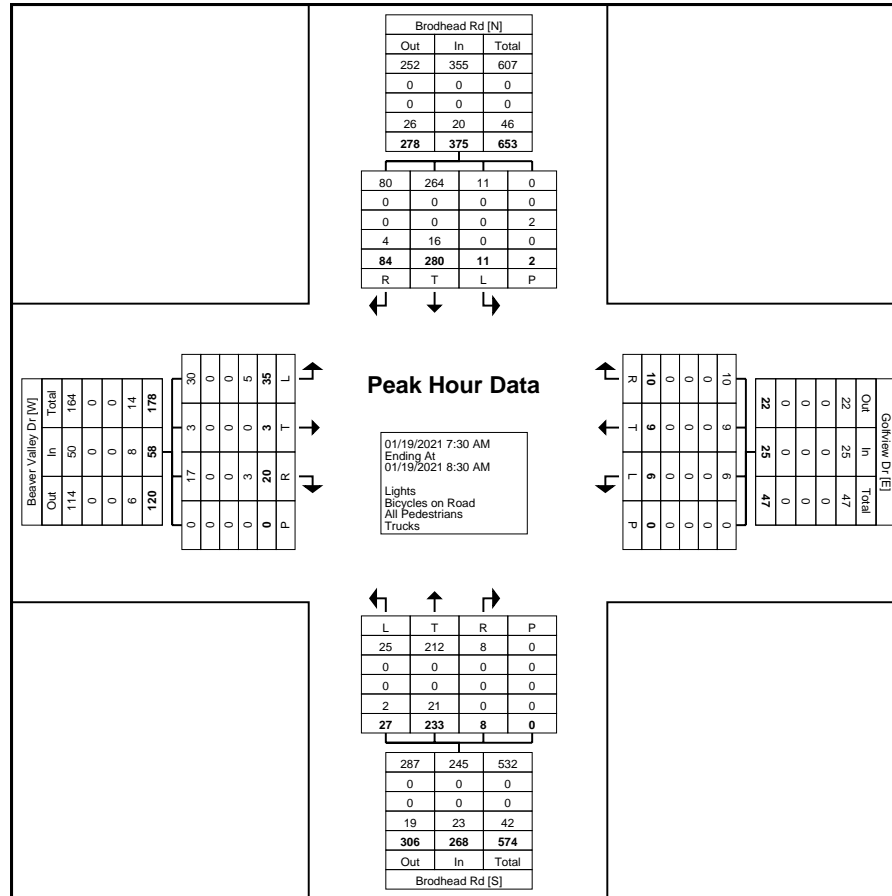 Brodhead Rd [N]
Out In Total
252 355 607
0 0 0
0 0 0
26 20 46
278 375 653
80 264 11 0
0 0 0 0
0 0 0 2
4 16 0 0
84 280 11 2
R T L P
Beaver Valley Dr [W]
Total In Out
164 50 114
0 0 0
0 0 0
14 8 6
178 58 120
30 3 17 0
0 0 0 0
0 0 0 0
5 0 3 0
35 3 20 0
L T R P
Peak Hour Data
01/19/2021 7:30 AM
Ending At
01/19/2021 8:30 AM
Lights
Bicycles on Road
All Pedestrians
Trucks
R T L P
10 9 6 0
0 0 0 0
0 0 0 0
0 0 0 0
10 9 6 0
Golfview Dr [E]
Out In Total
22 25 47
0 0 0
0 0 0
0 0 0
22 25 47
L T R P
25 212 8 0
0 0 0 0
0 0 0 0
2 21 0 0
27 233 8 0
287 245 532
0 0 0
0 0 0
19 23 42
306 268 574
Out In Total
Brodhead Rd [S]